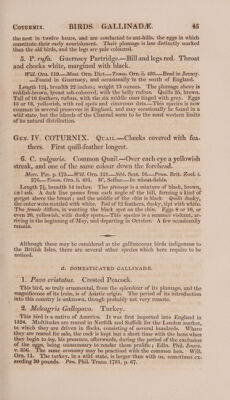 COTURNIX. BIRDS. GALLINADÆ. 45
the nest in twelve hours, and are conducted to ant-hills, the eggs in which
constitute their early nourishment. Their plumage is less distinctly marked
than the old birds, and the legs are pale coloured.
5. P. rufa. Guernsey Partridge.—Bill and legs red. Throat
and cheeks white, margined with black.
Will. Orn. 119.—Mont. Orn. Dict.—Temm. Orn. ii. 485.—Bred in Jersey.
—Found in Guernsey, and occasionally in the south of England.
Length 12½, breadth 22 inches; weight 13 ounces. The plumage above is
reddish-brown, breast ash-coloured, with the belly rufous. Quills 25, brown.
Tail of 16 feathers, rufous, with the six middle ones tinged with grey. Eggs
15 or 18, yellowish, with red spots and cinereous dots.—This species is now
common in several preserves in England, and may occasionally be found in a
wild state, but the islands of the Channel seem to be the most western limits
of its natural distribution.
GEN. IV. COTURNIX. QUAIL.—Cheeks covered with fea-
thers. First quill-feather longest.
6. C. vulgaris. Common Quail.—Over each eye a yellowish
streak, and one of the same colour down the forehead.
Merr. Pin. p. 173.—Will. Orn. 121.—Sibb. Scot. 16.—Penn. Brit. Zool. i.
276.—Temm. Orn. ii. 491. W. Sofliar.—In wheat-fields.
Length 7½, breadth 14 inches. The plumage is a mixture of black, brown,
and ash. A dark line passes from each angle of the bill, forming a kind of
gorget above the breast; and the middle of the chin is black. Quills dusky,
the outer webs mottled with white. Tail of 12 feathers, dusky, tipt with white.
The female differs, in wanting the black spot on the chin. Eggs 8 or 10, or
even 20, yellowish, with dusky spots.—This species is a summer visitant, ar-
riving in the beginning of May, and departing in October. A few occasionally
remain.
Although these may be considered as the gallinaceous birds indigenous to
the British Isles, there are several other species which here require to be
noticed.
a. DOMESTICATED GALLINADÆ.
1. Pavo cristatus. Crested Peacock.
This bird, so truly ornamental, from the splendour of its plumage, and the
magnificence of its train, is of Asiatic origin. The period of its introduction
into this country is unknown, though probably not very remote.
2. Meleagris Gallopavo. Turkey.
This bird is a native of America. It was first imported into England in
1524. Multitudes are reared in Norfolk and Suffolk for the London market,
to which they are driven in flocks, consisting of several hundreds. Where
they are reared for sale, the cock is kept but a short time with the hens when
they begin to lay, his presence, afterwards, during the period of the exclusion
of the eggs, being unnecessary to render them prolific; Edin. Phil. Journ.
v. 206. The same economy may be practised with the common hen. Will.
Orn. 11. The turkey, in a wild state, is larger than with us, sometimes ex-
ceeding 30 pounds. Pen. Phil. Trans. 1781, p. 67.